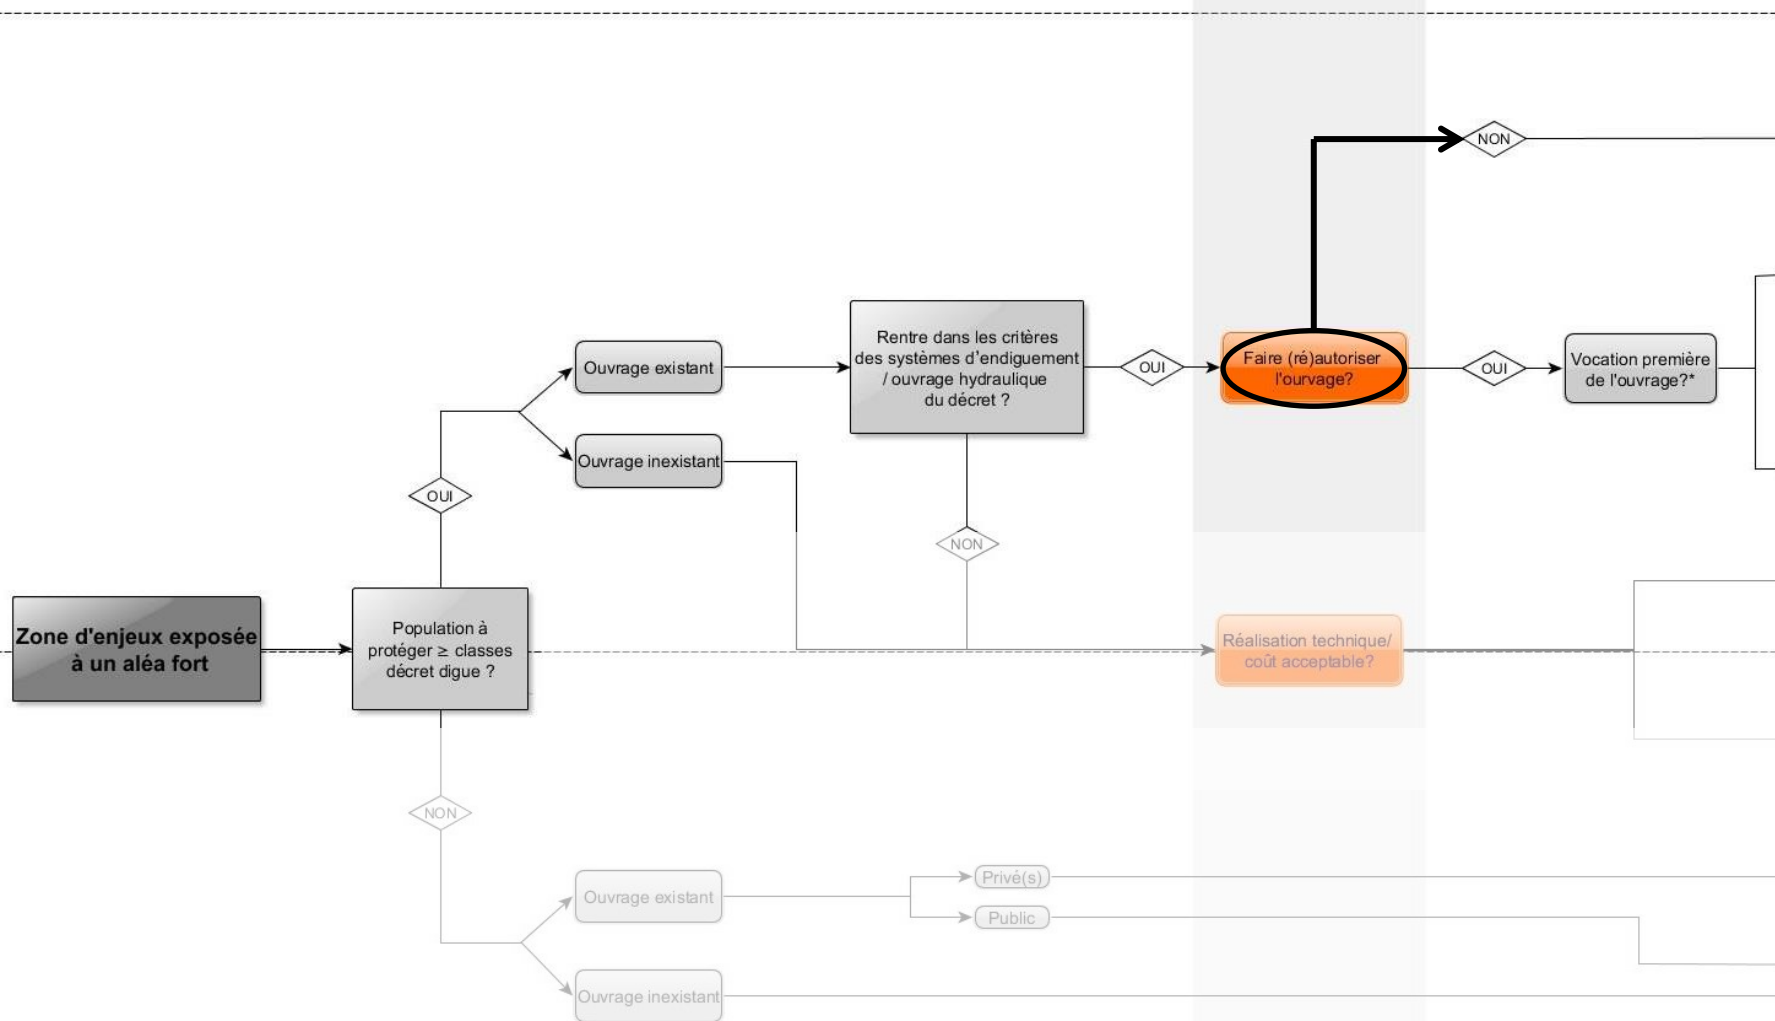 NON
Rentre dans les critères
des systèmes d'endiguement
/ ouvrage hydraulique
du décret ?
Ouvrage existant
OUI
Faire (ré)autoriser
l'ourvage?
OUI
Vocation première
de l'ouvrage?*
Ouvrage inexistant
OUI
NON
Zone d'enjeux exposée
à un aléa fort
Population à
protéger ≥ classes
décret digue ?
Réalisation technique/
coût acceptable?
NON
Ouvrage existant
Privé(s)
Public
Ouvrage inexistant